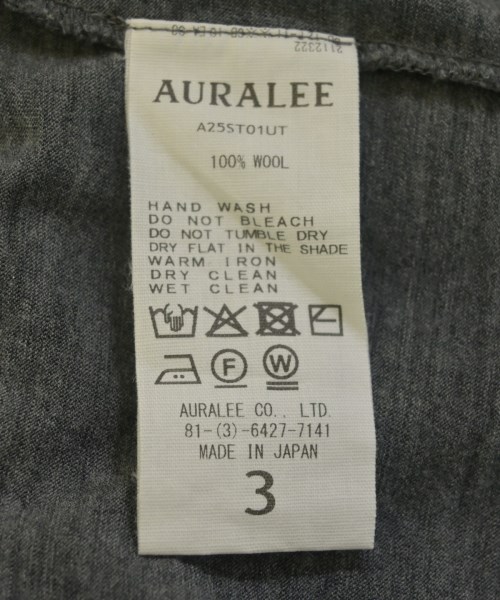 2112322
AURALEE
A25ST01UT
100% WOOL
HAND WASH
DO NOT BLEACH
DO NOT TUMBLE DRY
DRY FLAT IN THE SHADE
WARM IRON
DRY CLEAN
WET CLEAN
F W
AURALEE CO., LTD.
81-(3)-6427-7141
MADE IN JAPAN
3